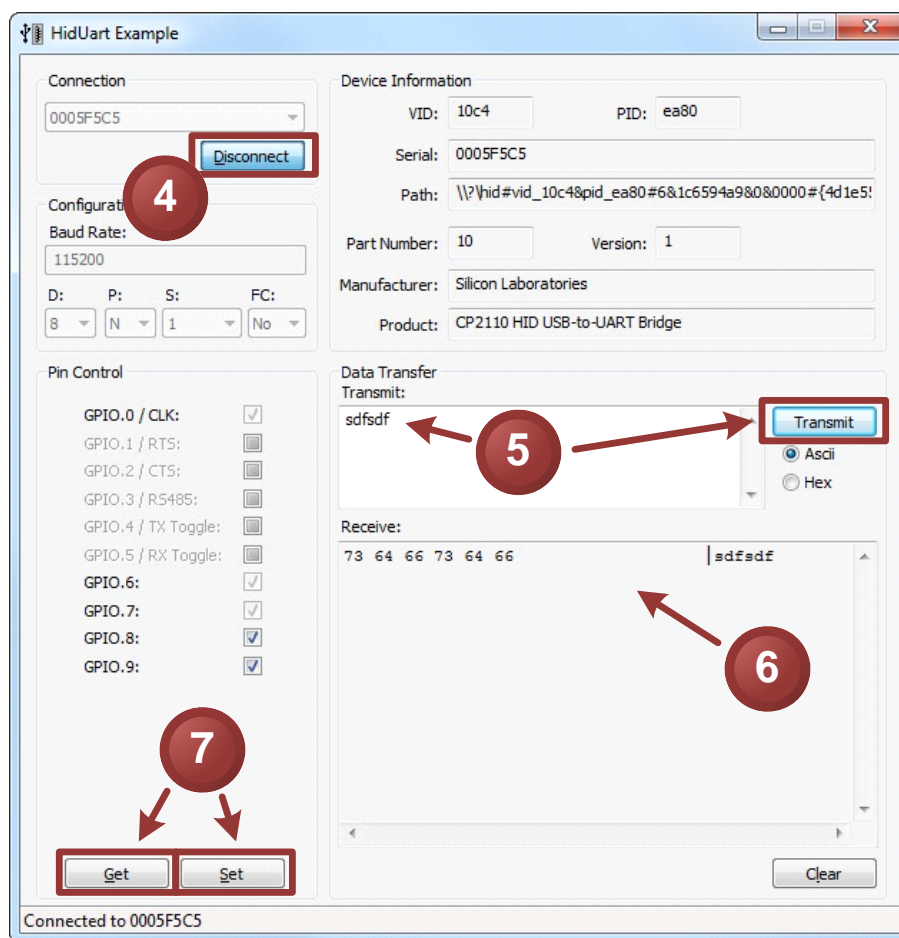 HidUart Example
Connection
0005F5C5
Disconnect
4
Configurati
Baud Rate:
115200
D: P: S: FC:
8 N 1 No
Device Information
VID: 10c4 PID: ea80
Serial: 0005F5C5
Path: \\?\hid#vid_10c4&pid_ea80#6&1c6594a9&0&0000#{4d1e55
Part Number: 10 Version: 1
Manufacturer: Silicon Laboratories
Product: CP2110 HID USB-to-UART Bridge
Pin Control
GPIO.0 / CLK:
GPIO.1 / RTS:
GPIO.2 / CTS:
GPIO.3 / RS485:
GPIO.4 / TX Toggle:
GPIO.5 / RX Toggle:
GPIO.6:
GPIO.7:
GPIO.8:
GPIO.9:
7
Get Set
Data Transfer
Transmit:
sdfsdf
5
Transmit
Ascii
Hex
Receive:
73 64 66 73 64 66 |sdfsdf
6
Clear
Connected to 0005F5C5